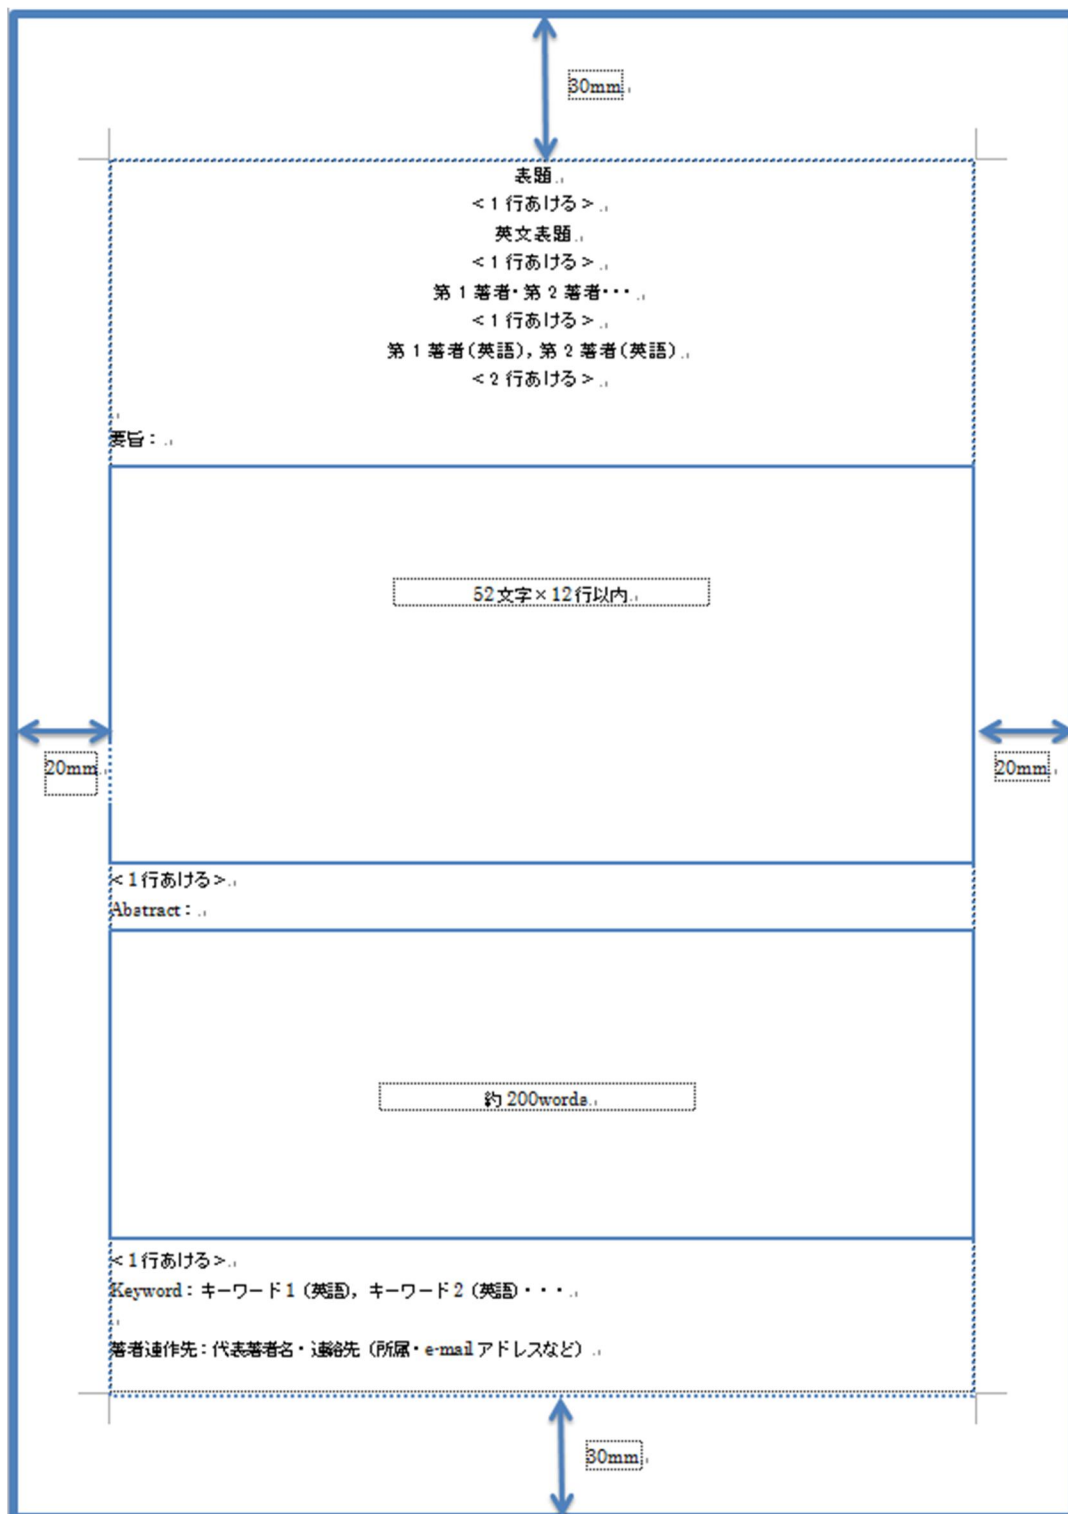 30mm
表題
<1行あける>
英文表題
<1行あける>
第1著者・第2著者・・・
<1行あける>
第1著者(英語), 第2著者(英語)
<2行あける>
要旨：
52文字×12行以内
20mm
20mm
<1行あける>
Abstract：
約200words
<1行あける>
Keyword：キーワード1（英語），キーワード2（英語）・・・
著者連作先：代表著者名・連絡先（所属・e-mailアドレスなど）
30mm